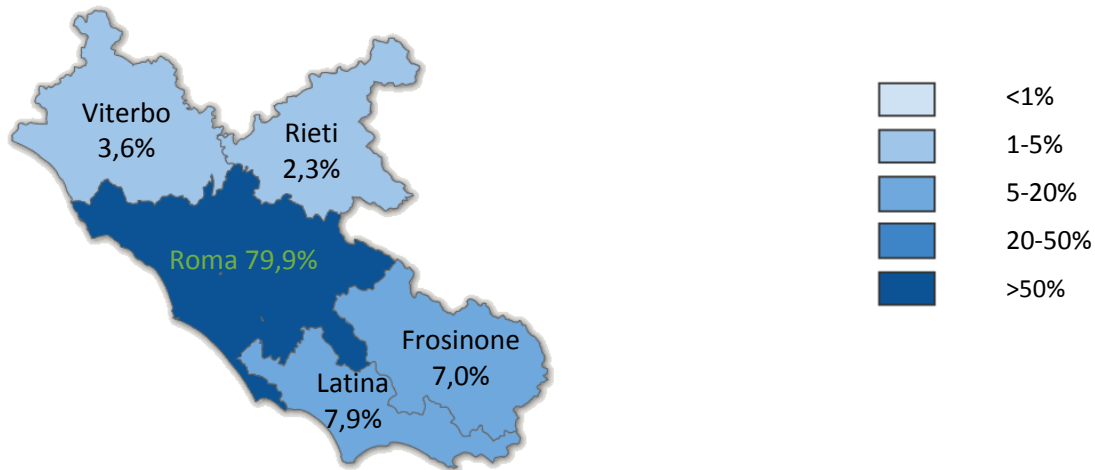 Viterbo
3,6%
Rieti
2,3%
Roma 79,9%
Frosinone
7,0%
Latina
7,9%
<1%
1-5%
5-20%
20-50%
>50%